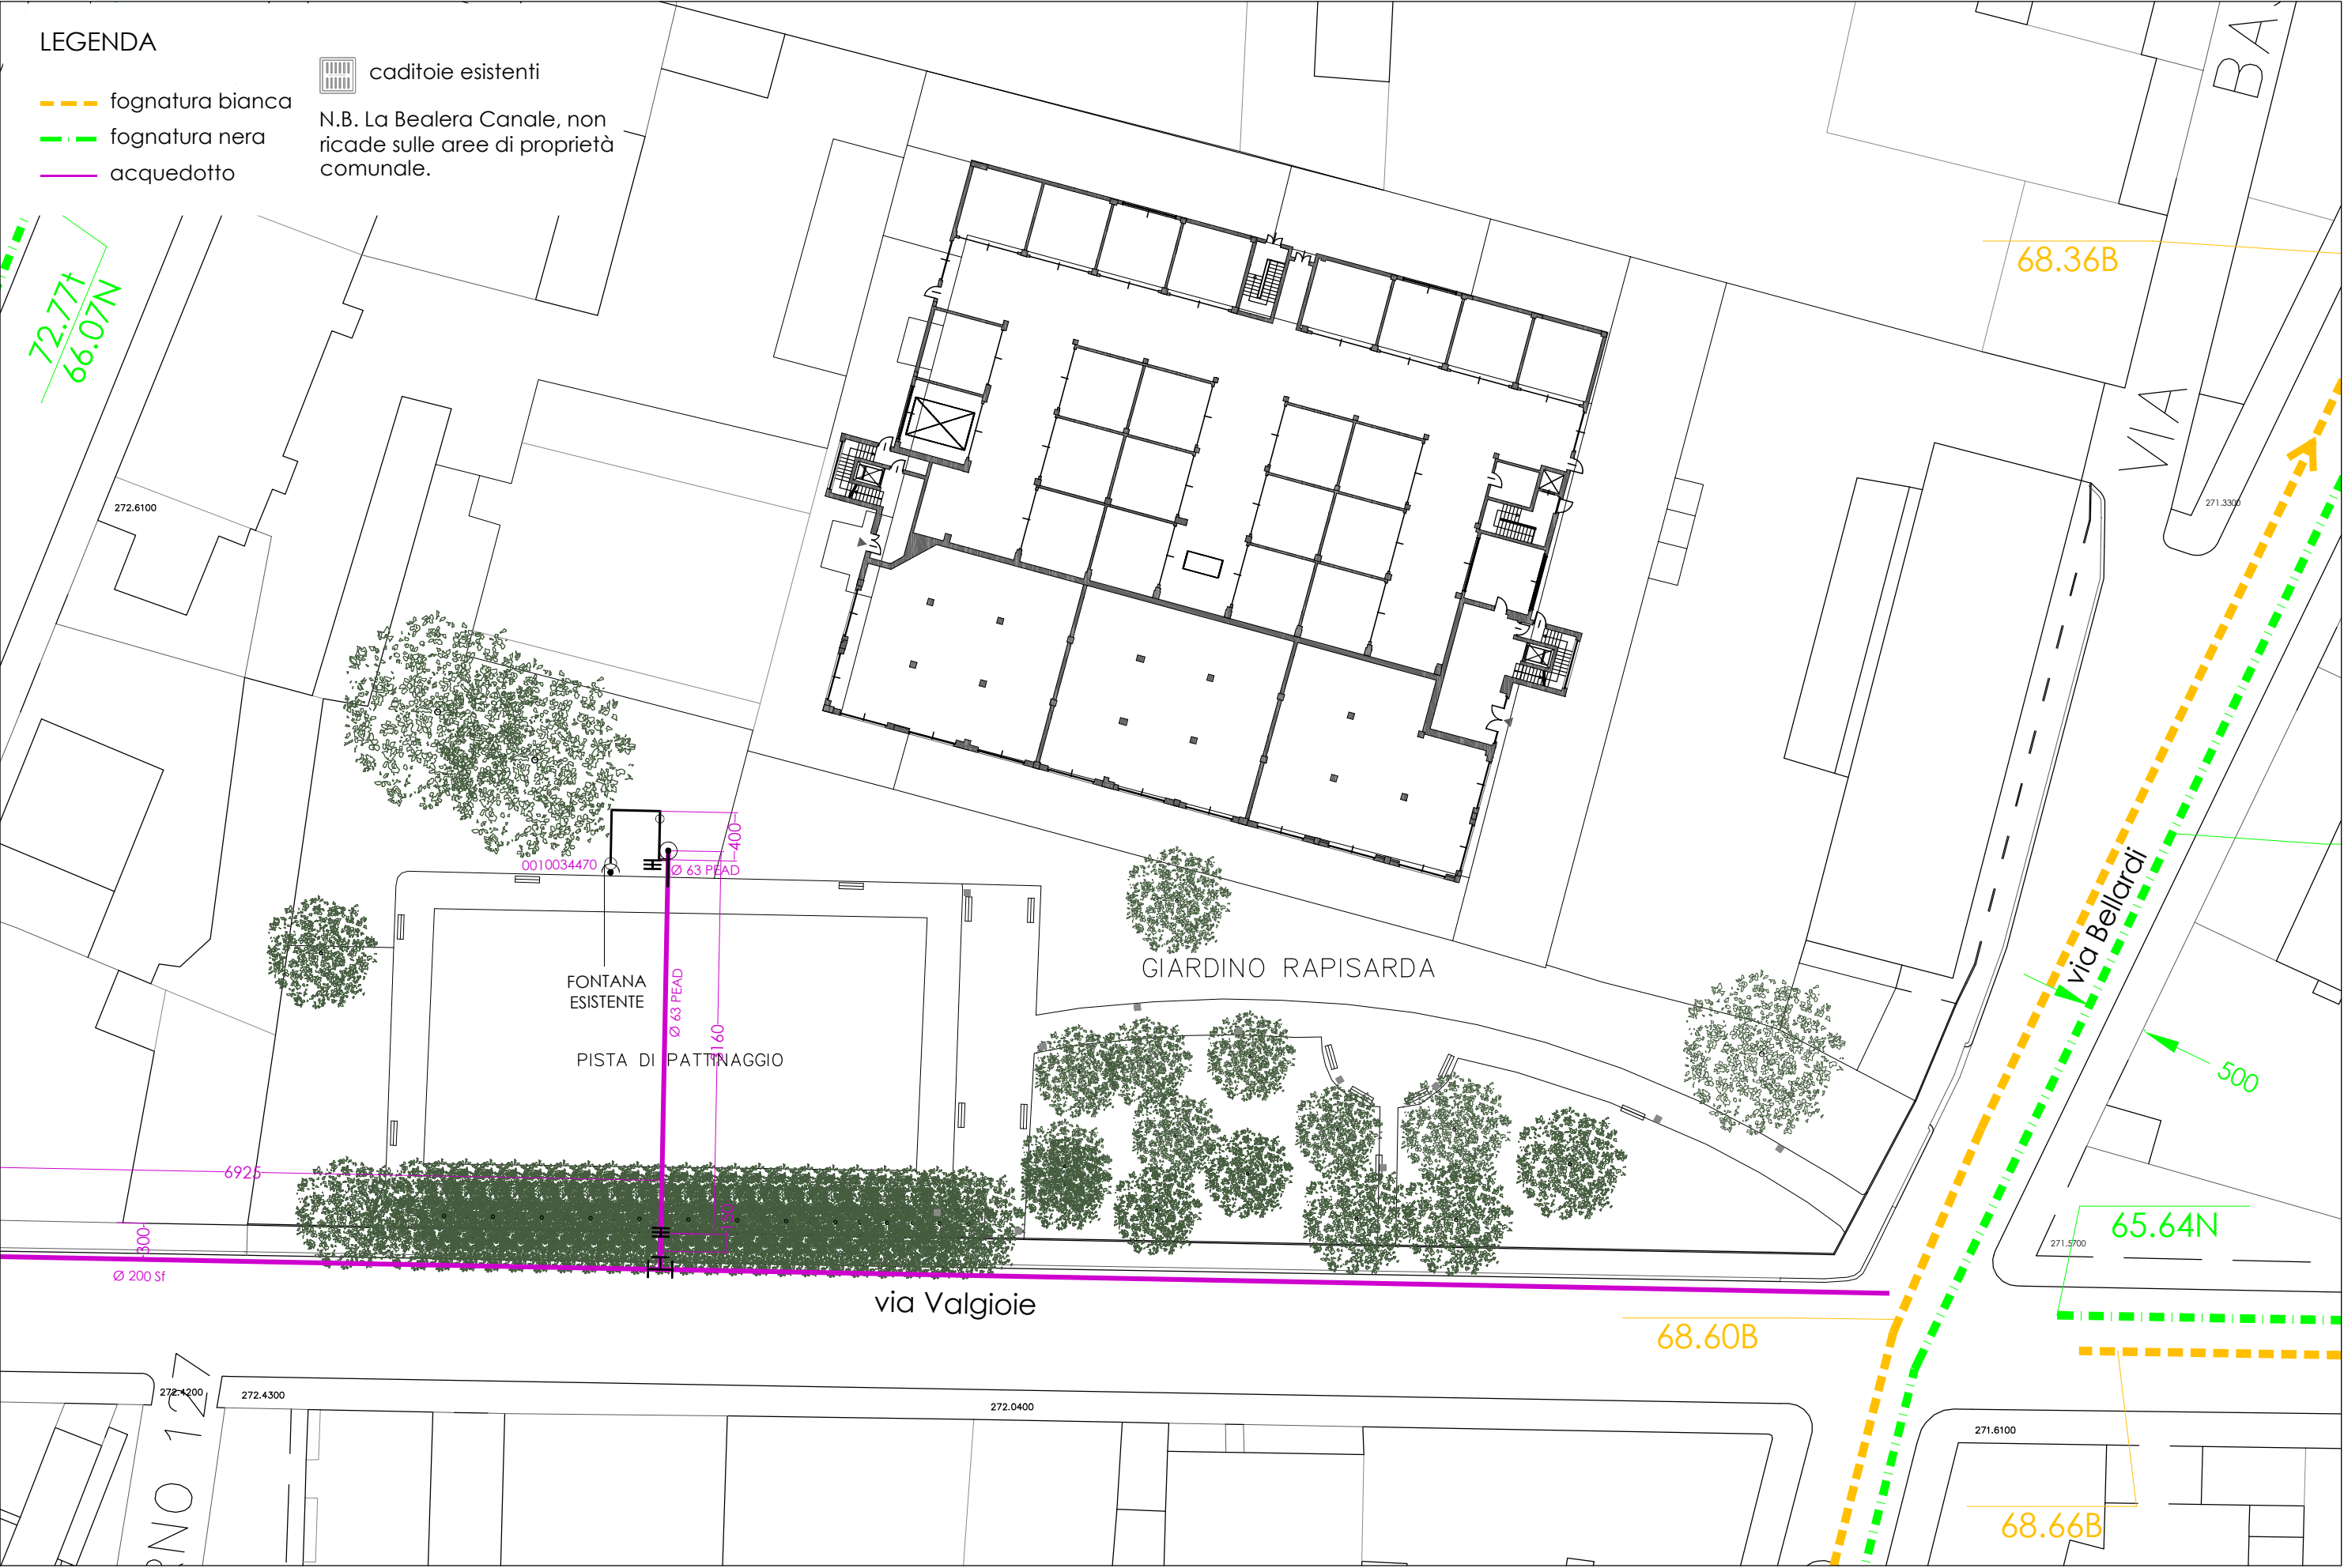 LEGENDA
fognatura bianca
fognatura nera
acquedotto
caditoie esistenti
N.B. La Bealera Canale, non
ricade sulle aree di proprietà
comunale.
BA
68.36B
72.77t
66.07N
VIA
272.6100
271.3300
400
0010034470
Ø 63 PEAD
via Bellardi
FONTANA
ESISTENTE
Ø 63 PEAD
GIARDINO RAPISARDA
PISTA DI PATTINAGGIO
500
6925
300
Ø 200 Sf
65.64N
271.5700
via Valgioie
68.60B
272.4200
272.4300
272.0400
271.6100
RNO 127
68.66B